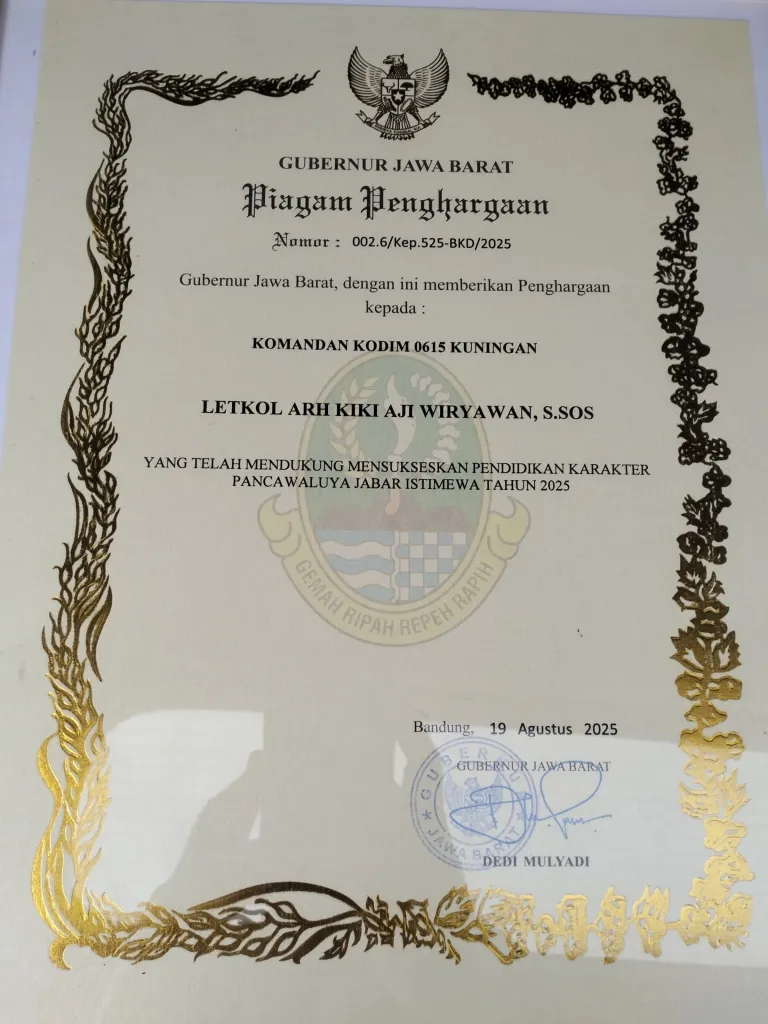 GUBERNUR JAWA BARAT
Piagam Penghargaan
Nomor : 002.6/Kep.525-BKD/2025
Gubernur Jawa Barat, dengan ini memberikan Penghargaan
kepada :
KOMANDAN KODIM 0615 KUNINGAN
LETKOL ARH KIKI AJI WIRYAWAN, S.SOS
YANG TELAH MENDUKUNG MENSUKSESKAN PENDIDIKAN KARAKTER
PANCAWALUYA JABAR ISTIMEWA TAHUN 2025
GEMAH RIPAH REPEH RAPIH
Bandung, 19 Agustus 2025
GUBERNUR JAWA BARAT
GUBERNUR
JAWA BARAT
DEDI MULYADI